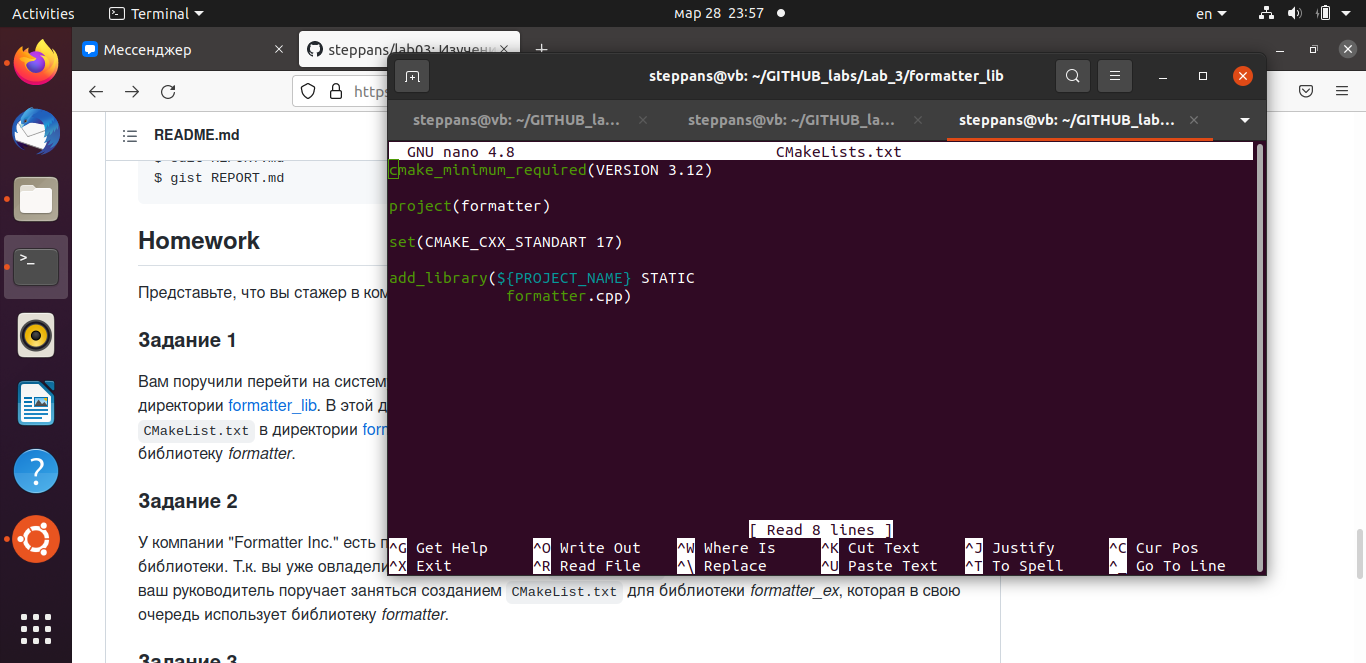 Activities
Terminal
мар 28 23:57
en
Мессенджер
steppans/lab03: Изучени
https
steppans@vb: ~/GITHUB_labs/Lab_3/formatter_lib
steppans@vb: ~/GITHUB_la...
steppans@vb: ~/GITHUB_la...
steppans@vb: ~/GITHUB_lab...
README.md
$ gist REPORT.md
Homework
Представьте, что вы стажер в ком
Задание 1
Вам поручили перейти на систем
директории formatter_lib. В этой д
CMakeList.txt в директории for
библиотеку formatter.
Задание 2
У компании "Formatter Inc." есть п
библиотеки. Т.к. вы уже овладели
ваш руководитель поручает заняться созданием CMakeList.txt для библиотеки formatter_ex, которая в свою
очередь использует библиотеку formatter.
Задание 3
GNU nano 4.8 CMakeLists.txt
cmake_minimum_required(VERSION 3.12)
project(formatter)
set(CMAKE_CXX_STANDART 17)
add_library(${PROJECT_NAME} STATIC
formatter.cpp)
[ Read 8 lines ]
^G Get Help ^O Write Out ^W Where Is ^K Cut Text ^J Justify ^C Cur Pos
^X Exit ^R Read File ^\ Replace ^U Paste Text ^T To Spell ^_ Go To Line